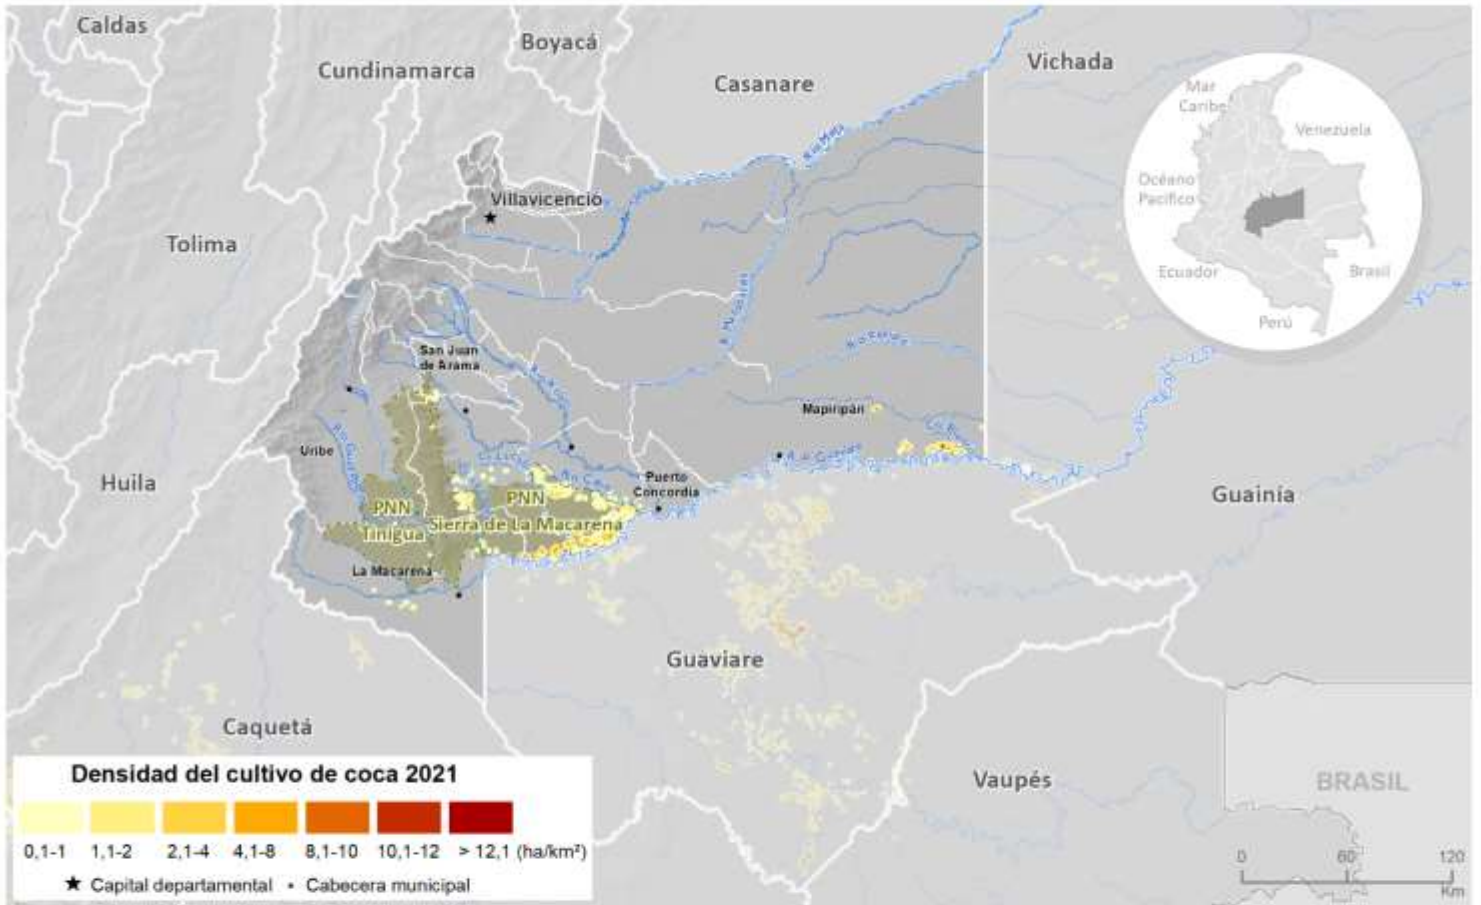 Caldas
Boyacá
Cundinamarca
Casanare
Vichada
Mar
Caribe
Venezuela
Océano
Pacífico
Ecuador
Brasil
Perú
Río Meta
Villavicencio
Tolima
San Juan
de Arama
Mapiripán
Uribe
Huila
Puerto
Concordia
Guainía
PNN
Tinigua
PNN
Sierra de La Macarena
La Macarena
Guaviare
Caquetá
Vaupés
BRASIL
Densidad del cultivo de coca 2021
0,1-1 1,1-2 2,1-4 4,1-8 8,1-10 10,1-12 > 12,1 (ha/km²)
★ Capital departamental • Cabecera municipal
0 60 120
Km